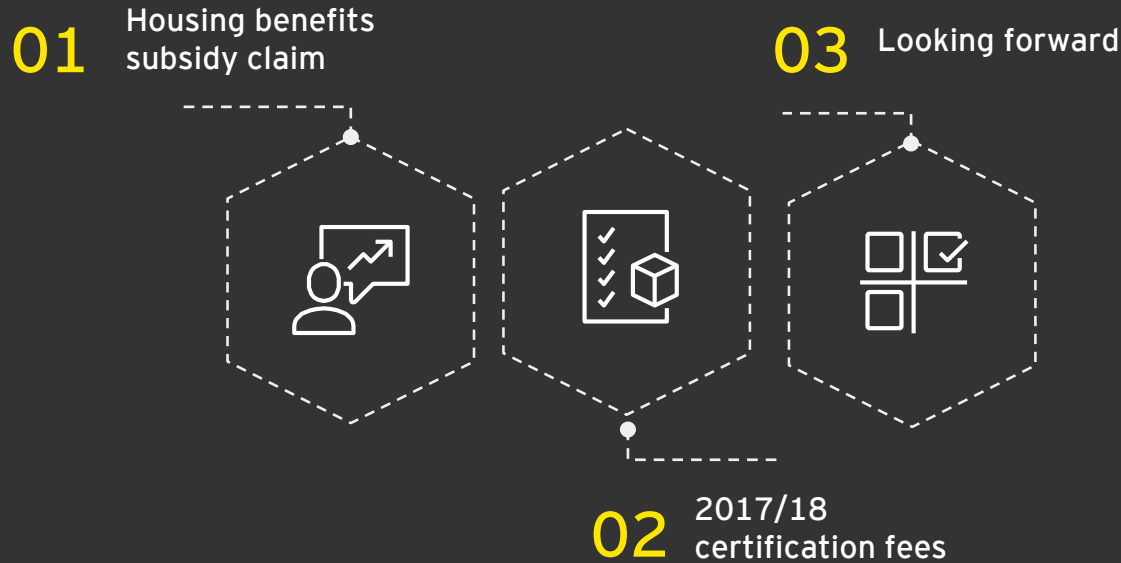 01
Housing benefits
subsidy claim
03
Looking forward
02
2017/18
certification fees